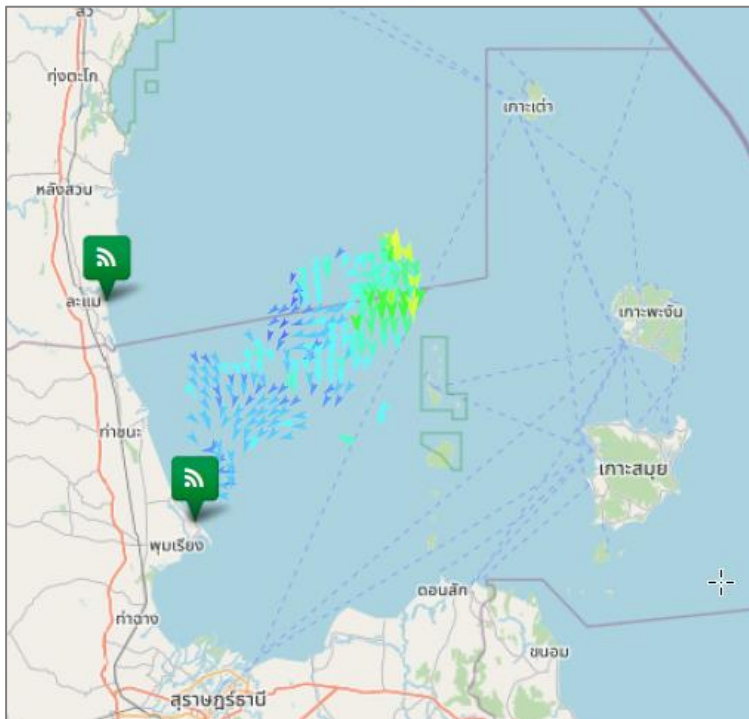 ทุ่งตะโก
เกาะเต่า
หลังสวน
ละแม
เกาะพะงัน
ท่าชนะ
เกาะสมุย
พุมเรียง
ดอนสัก
ท่าฉาง
ขนอม
สุราษฎร์ธานี